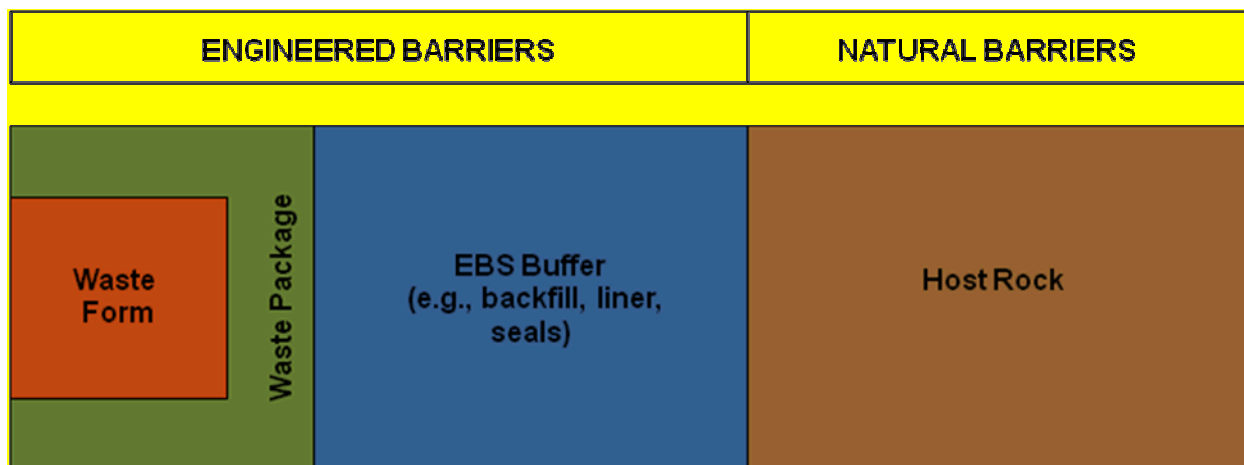 ENGINEERED BARRIERS
NATURAL BARRIERS
Waste
Form
Waste Package
EBS Buffer
(e.g., backfill, liner,
seals)
Host Rock